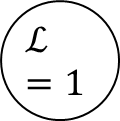 ℒ
= 1